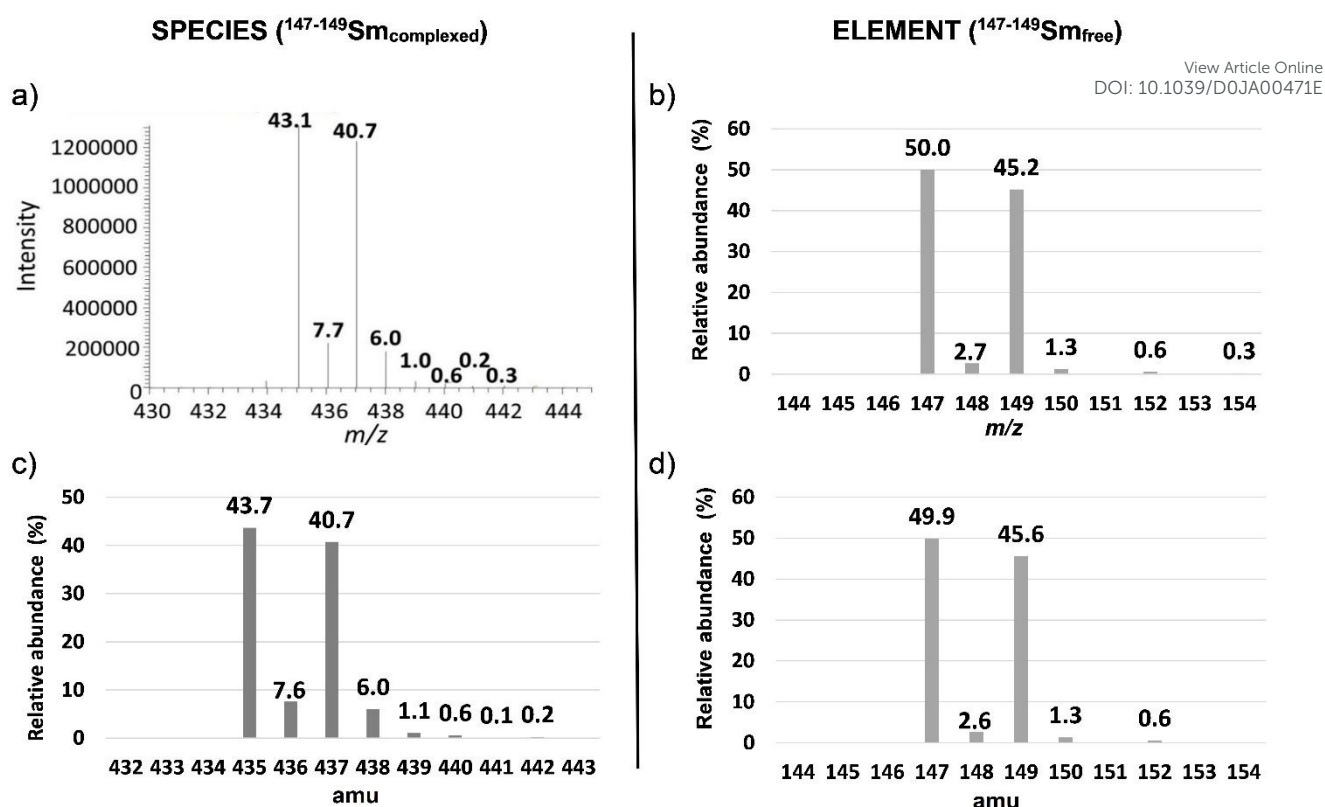 SPECIES (147-149Smcomplexed)
ELEMENT (147-149Smfree)
View Article Online
DOI: 10.1039/D0JA00471E
a)
43.1
40.7
7.7
6.0
1.0
0.6
0.2
0.3
Intensity
1200000
1000000
800000
600000
400000
200000
0
430 432 434 436 438 440 442 444
m/z
b)
Relative abundance (%)
60
50
40
30
20
10
0
50.0
2.7
45.2
1.3
0.6
0.3
144 145 146 147 148 149 150 151 152 153 154
m/z
c)
Relative abundance (%)
50
40
30
20
10
0
43.7
7.6
40.7
6.0
1.1
0.6
0.1
0.2
432 433 434 435 436 437 438 439 440 441 442 443
amu
d)
Relative abundance (%)
60
50
40
30
20
10
0
49.9
2.6
45.6
1.3
0.6
144 145 146 147 148 149 150 151 152 153 154
amu